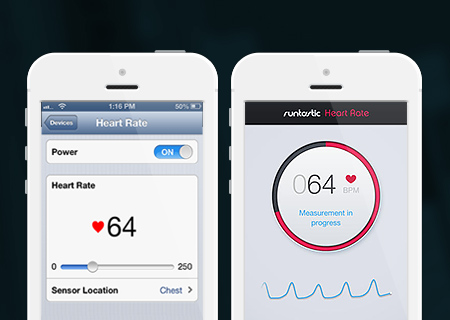 1:16 PM 50%
Devices Heart Rate
Power ON
Heart Rate
64
0 250
Sensor Location Chest >
runtastic Heart Rate
064 BPM
Measurement in
progress